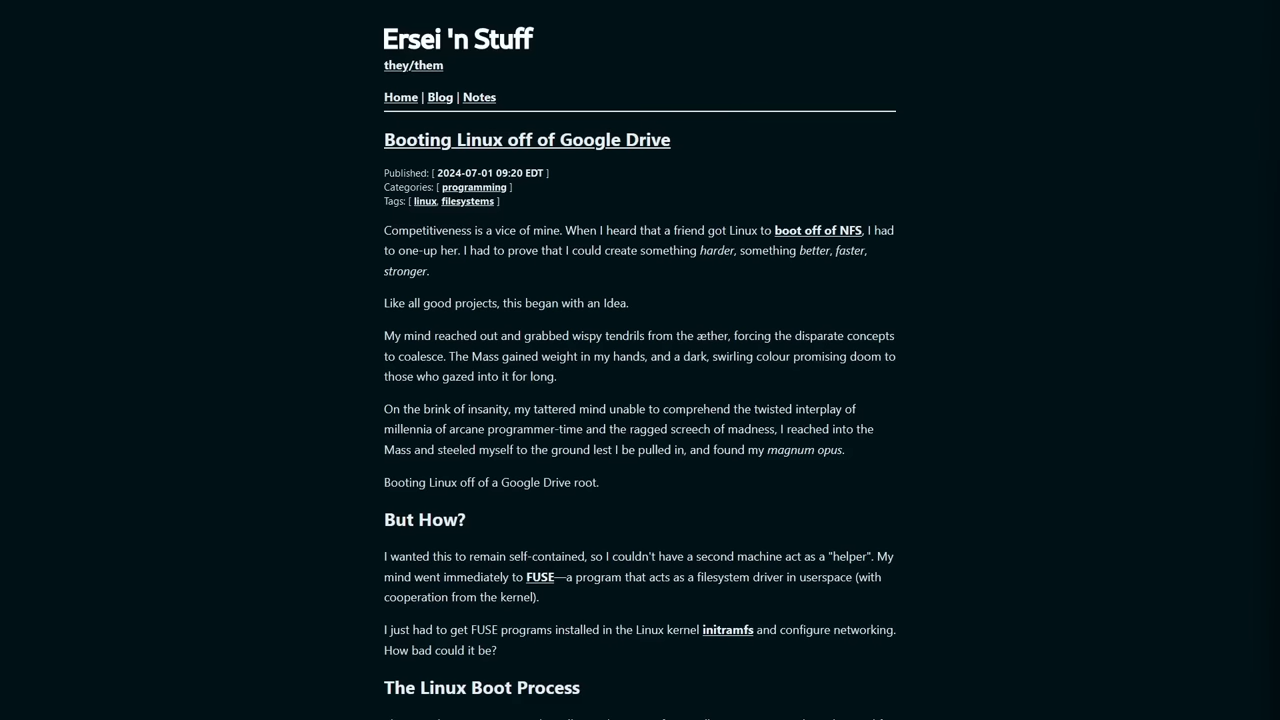 Ersei 'n Stuff
they/them
Home | Blog | Notes
Booting Linux off of Google Drive
Published: [ 2024-07-01 09:20 EDT ]
Categories: [ programming ]
Tags: [ linux, filesystems ]
Competitiveness is a vice of mine. When I heard that a friend got Linux to boot off of NFS, I had
to one-up her. I had to prove that I could create something harder, something better, faster,
stronger.
Like all good projects, this began with an Idea.
My mind reached out and grabbed wispy tendrils from the æther, forcing the disparate concepts
to coalesce. The Mass gained weight in my hands, and a dark, swirling colour promising doom to
those who gazed into it for long.
On the brink of insanity, my tattered mind unable to comprehend the twisted interplay of
millennia of arcane programmer-time and the ragged screech of madness, I reached into the
Mass and steeled myself to the ground lest I be pulled in, and found my magnum opus.
Booting Linux off of a Google Drive root.
But How?
I wanted this to remain self-contained, so I couldn't have a second machine act as a "helper". My
mind went immediately to FUSE—a program that acts as a filesystem driver in userspace (with
cooperation from the kernel).
I just had to get FUSE programs installed in the Linux kernel initramfs and configure networking.
How bad could it be?
The Linux Boot Process